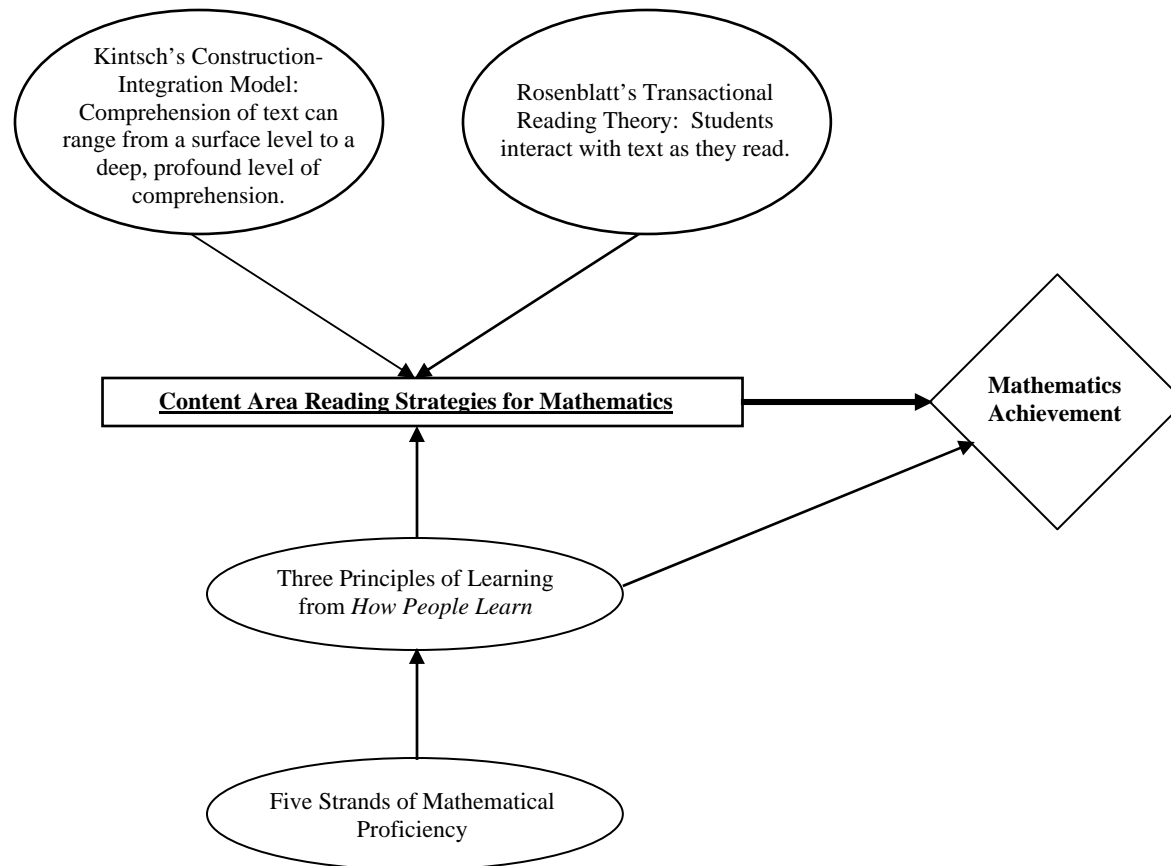 Kintsch’s Construction-
Integration Model:
Comprehension of text can
range from a surface level to a
deep, profound level of
comprehension.
Rosenblatt’s Transactional
Reading Theory:  Students
interact with text as they read.
Content Area Reading Strategies for Mathematics
Mathematics
Achievement
Three Principles of Learning
from How People Learn
Five Strands of Mathematical
Proficiency